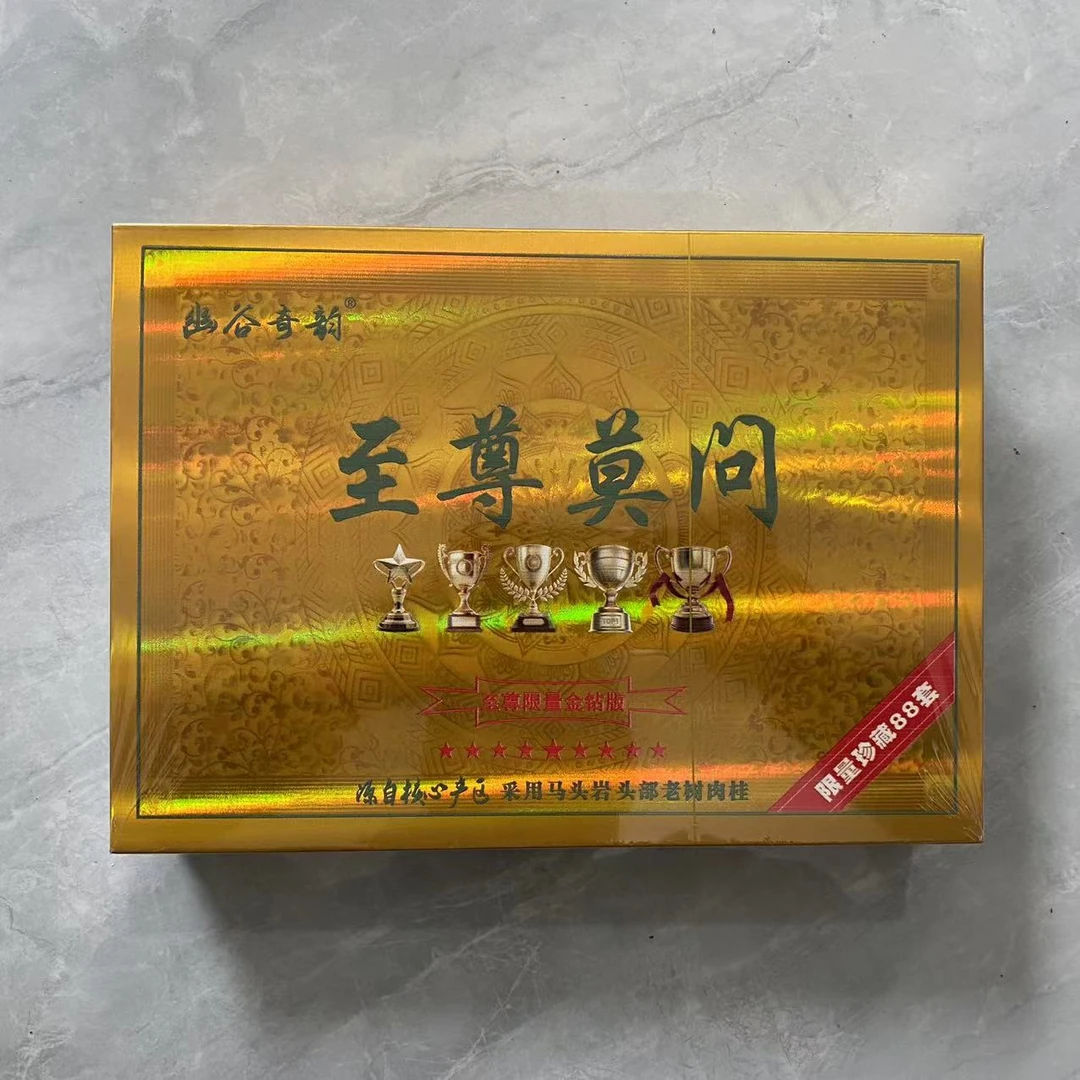 幽谷奇韵®
至尊莫问
TOP1
至尊限量金钻版
限量珍藏88套
源自核心产区 采用马头岩头部老树肉桂